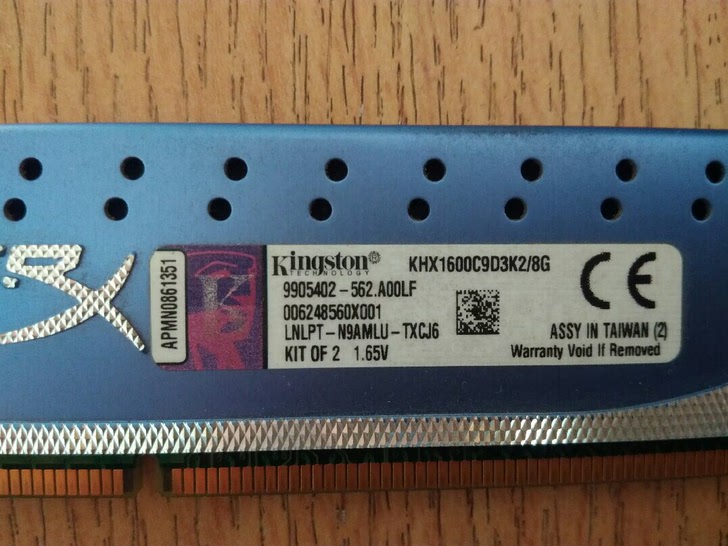 APMN0861351
Kingston®
TECHNOLOGY
KHX1600C9D3K2/8G
9905402-562.A00LF
006248560X001
LNLPT-N9AMLU-TXCJ6
KIT OF 2 1.65V
CE
ASSY IN TAIWAN (2)
Warranty Void If Removed